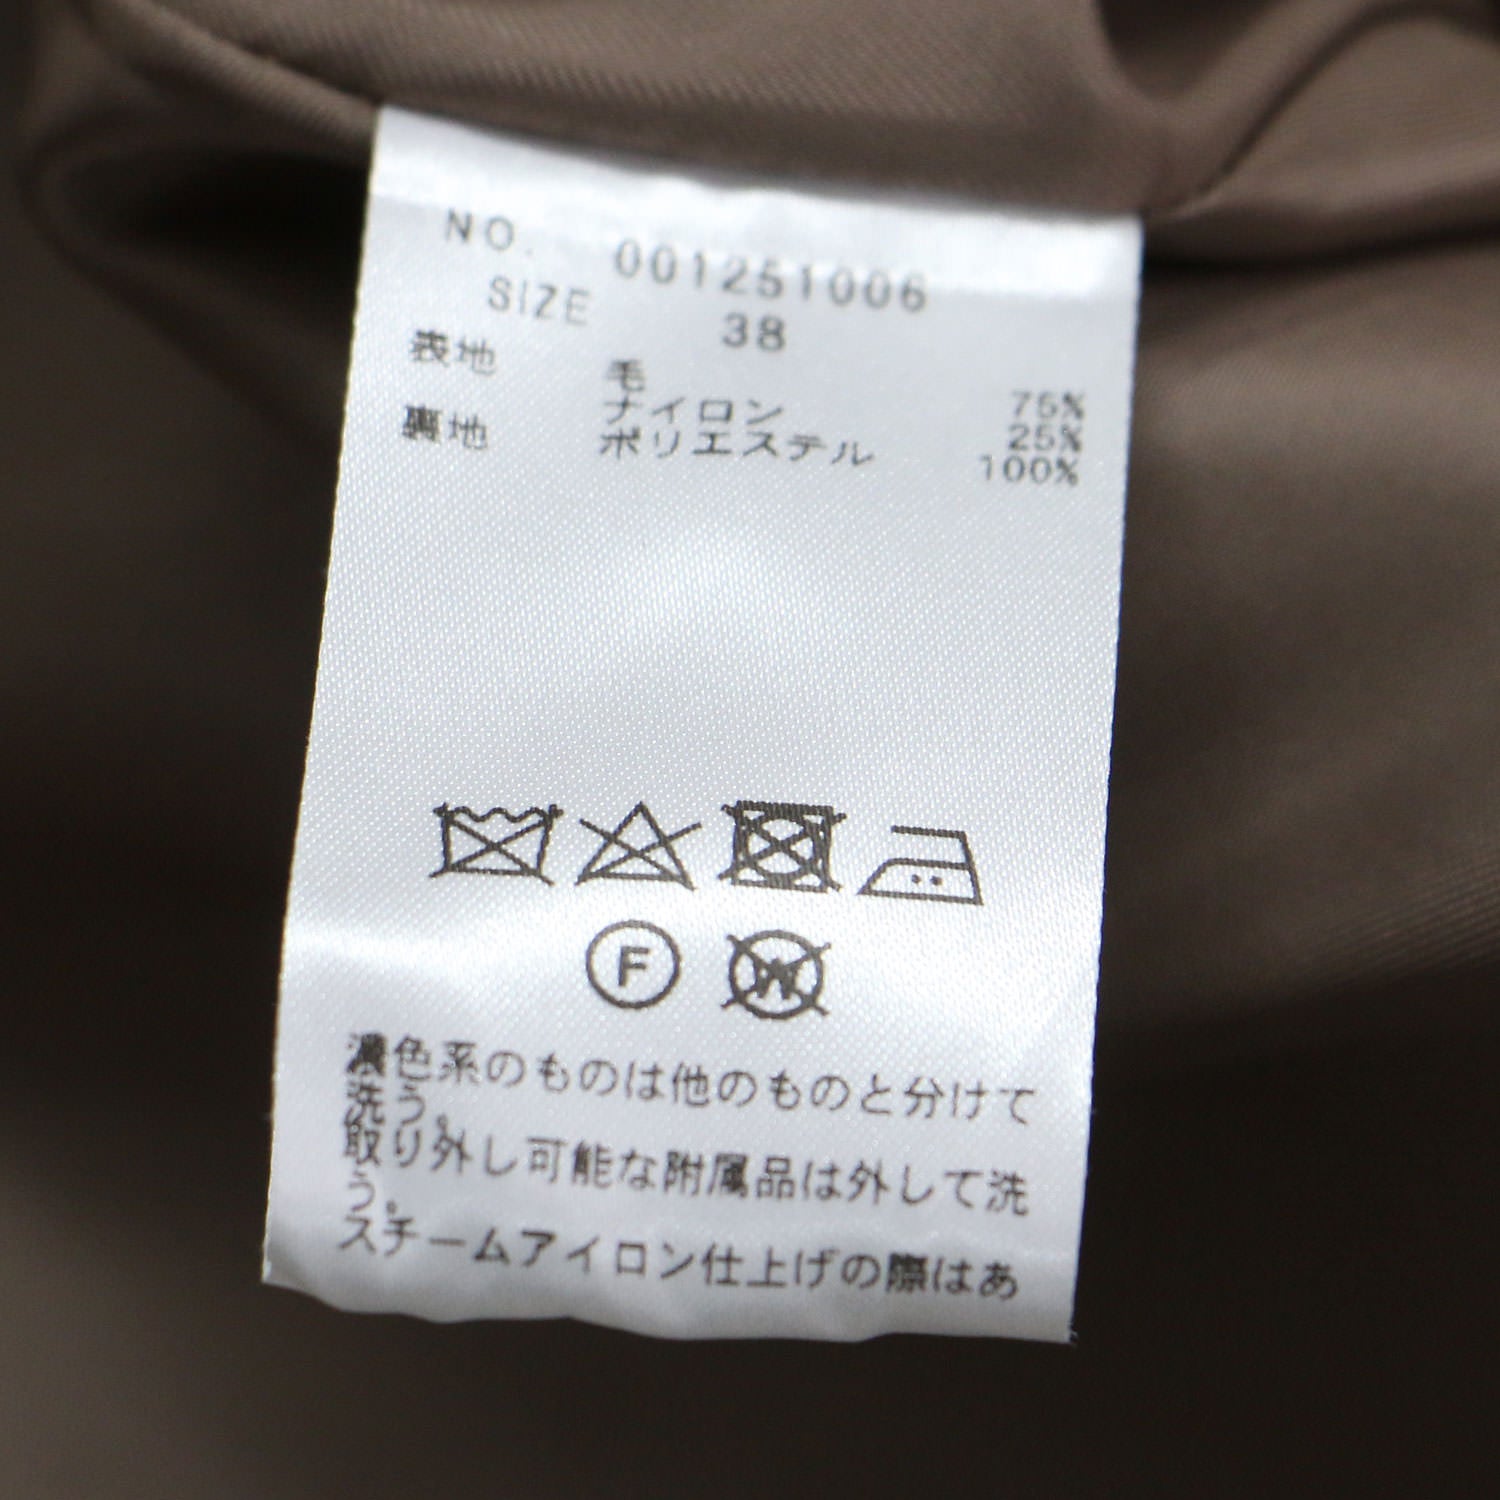 NO. 001251006
SIZE 38
表地 毛 75%
ナイロン 25%
裏地 ポリエステル 100%
F W
濃色系のものは他のものと分けて
洗う。
取り外し可能な附属品は外して洗
う。
スチームアイロン仕上げの際はあ